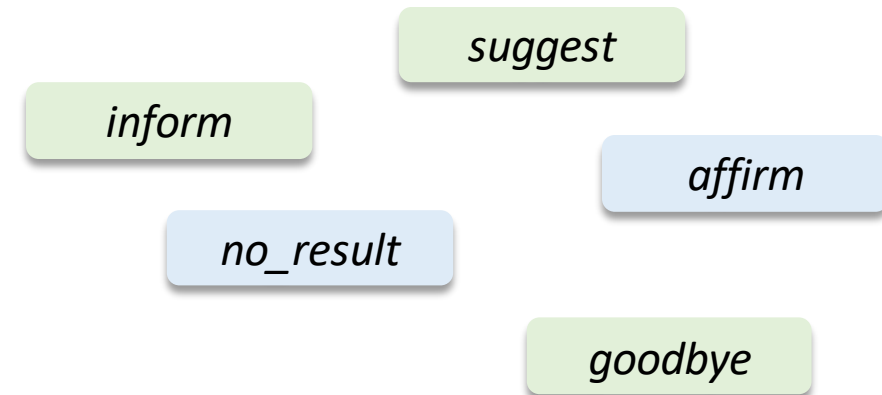 suggest
inform
affirm
no_result
goodbye